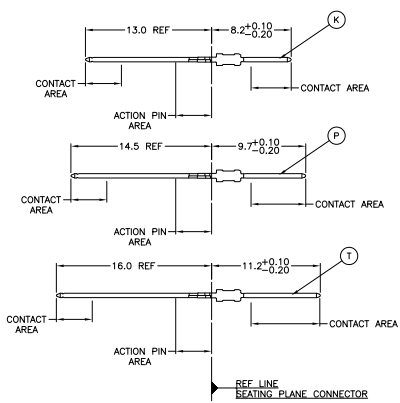 K
13.0 REF
8.2+0.10
-0.20
CONTACT
AREA
CONTACT AREA
ACTION PIN
AREA
P
14.5 REF
9.7+0.10
-0.20
CONTACT
AREA
CONTACT AREA
ACTION PIN
AREA
T
16.0 REF
11.2+0.10
-0.20
CONTACT
AREA
CONTACT AREA
ACTION PIN
AREA
REF LINE
SEATING PLANE CONNECTOR